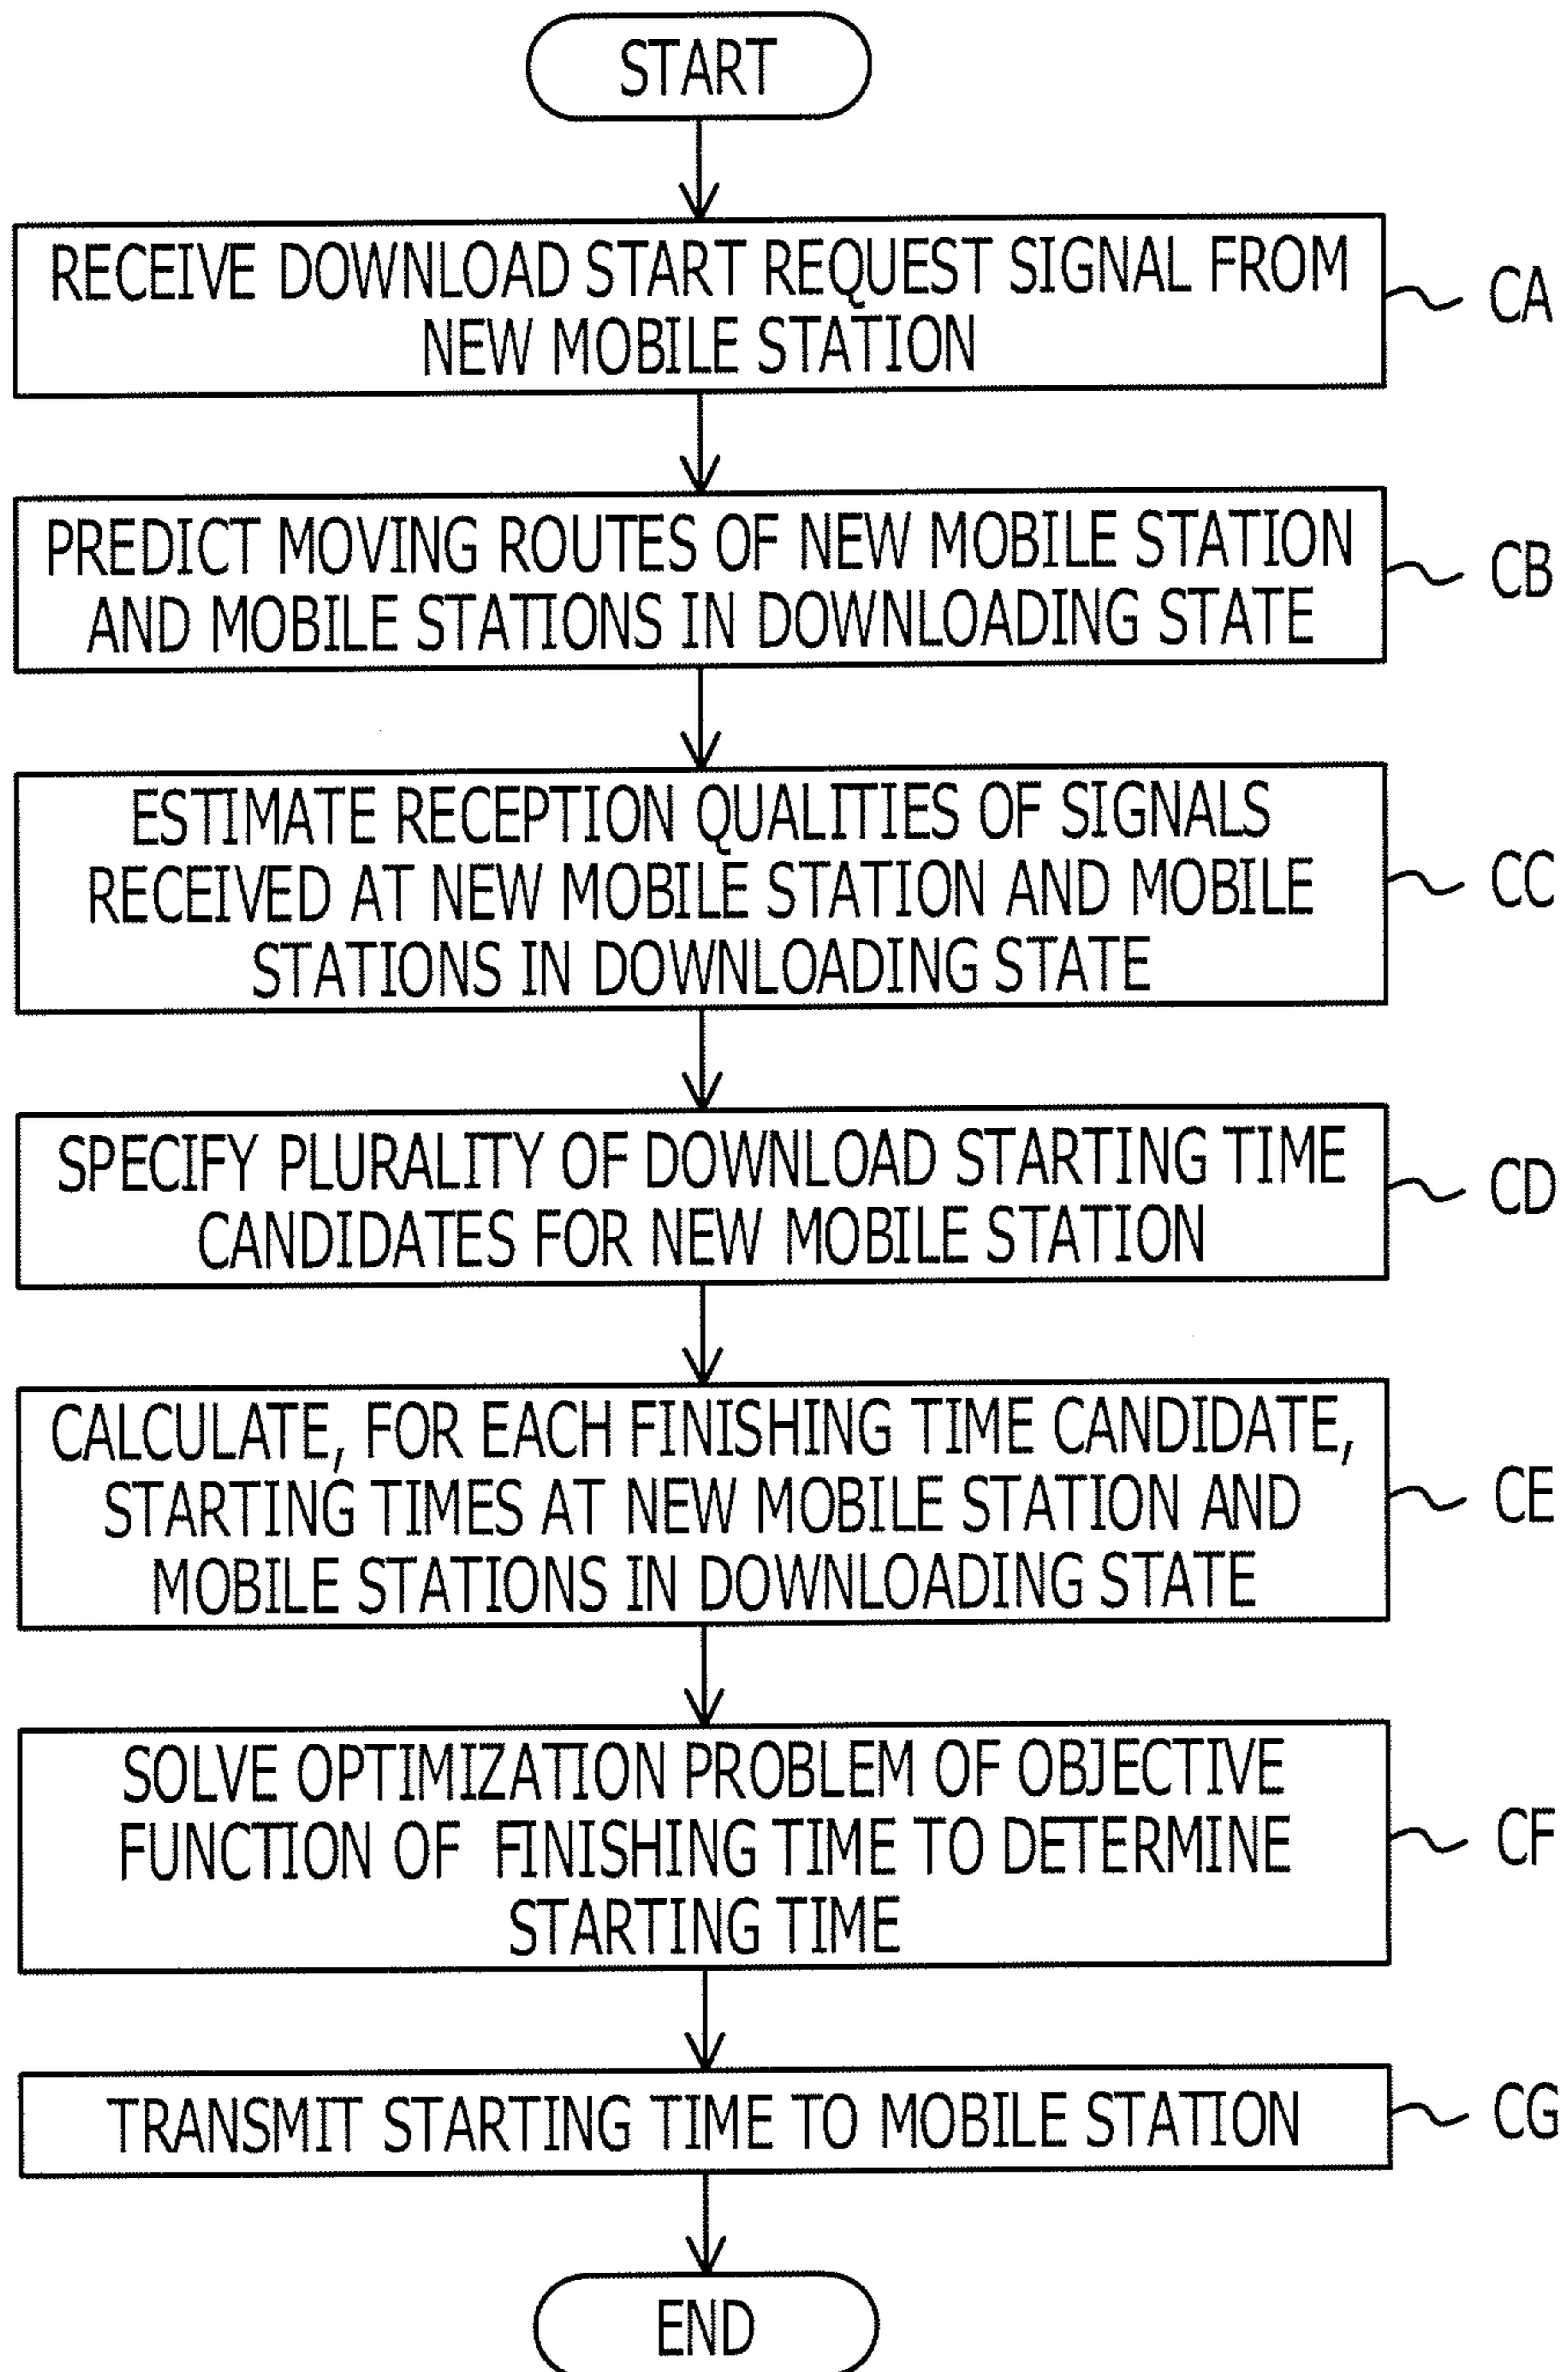 START
RECEIVE DOWNLOAD START REQUEST SIGNAL FROM
NEW MOBILE STATION
CA
PREDICT MOVING ROUTES OF NEW MOBILE STATION
AND MOBILE STATIONS IN DOWNLOADING STATE
CB
ESTIMATE RECEPTION QUALITIES OF SIGNALS
RECEIVED AT NEW MOBILE STATION AND MOBILE
STATIONS IN DOWNLOADING STATE
CC
SPECIFY PLURALITY OF DOWNLOAD STARTING TIME
CANDIDATES FOR NEW MOBILE STATION
CD
CALCULATE, FOR EACH FINISHING TIME CANDIDATE,
STARTING TIMES AT NEW MOBILE STATION AND
MOBILE STATIONS IN DOWNLOADING STATE
CE
SOLVE OPTIMIZATION PROBLEM OF OBJECTIVE
FUNCTION OF FINISHING TIME TO DETERMINE
STARTING TIME
CF
TRANSMIT STARTING TIME TO MOBILE STATION
CG
END